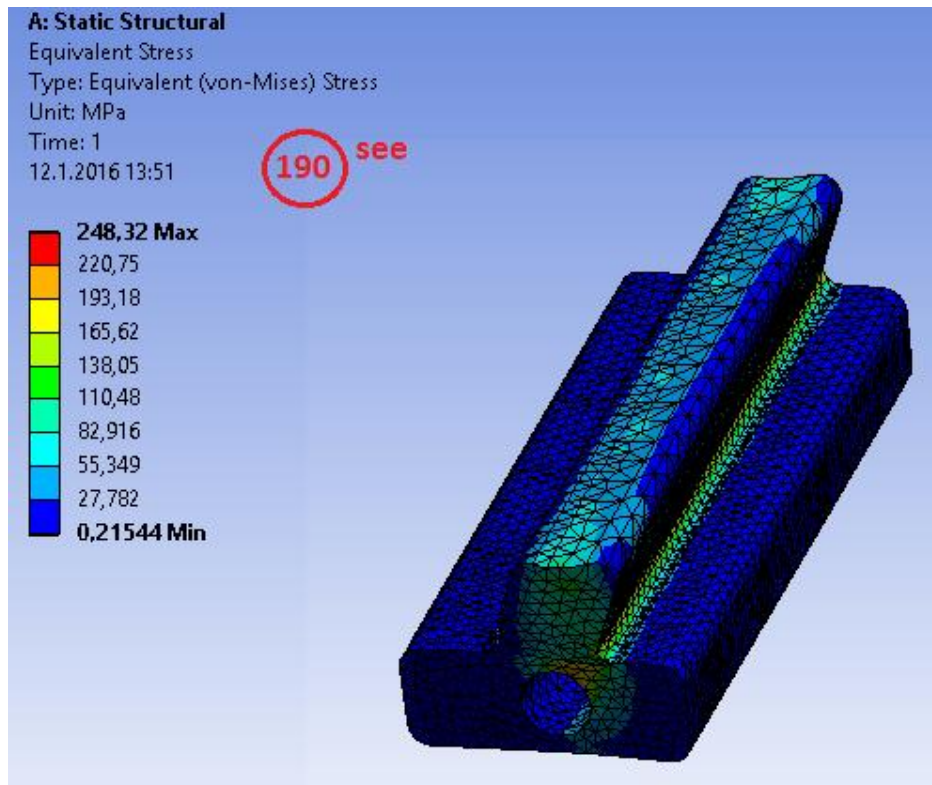 A: Static Structural
Equivalent Stress
Type: Equivalent (von-Mises) Stress
Unit: MPa
Time: 1
12.1.2016 13:51
190 see
248,32 Max
220,75
193,18
165,62
138,05
110,48
82,916
55,349
27,782
0,21544 Min